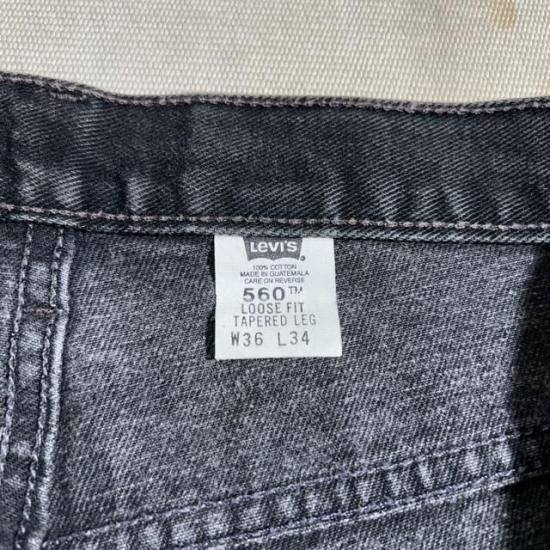 LEVI'S
100% COTTON
MADE IN GUATEMALA
CARE ON REVERSE
560™
LOOSE FIT
TAPERED LEG
W36 L34